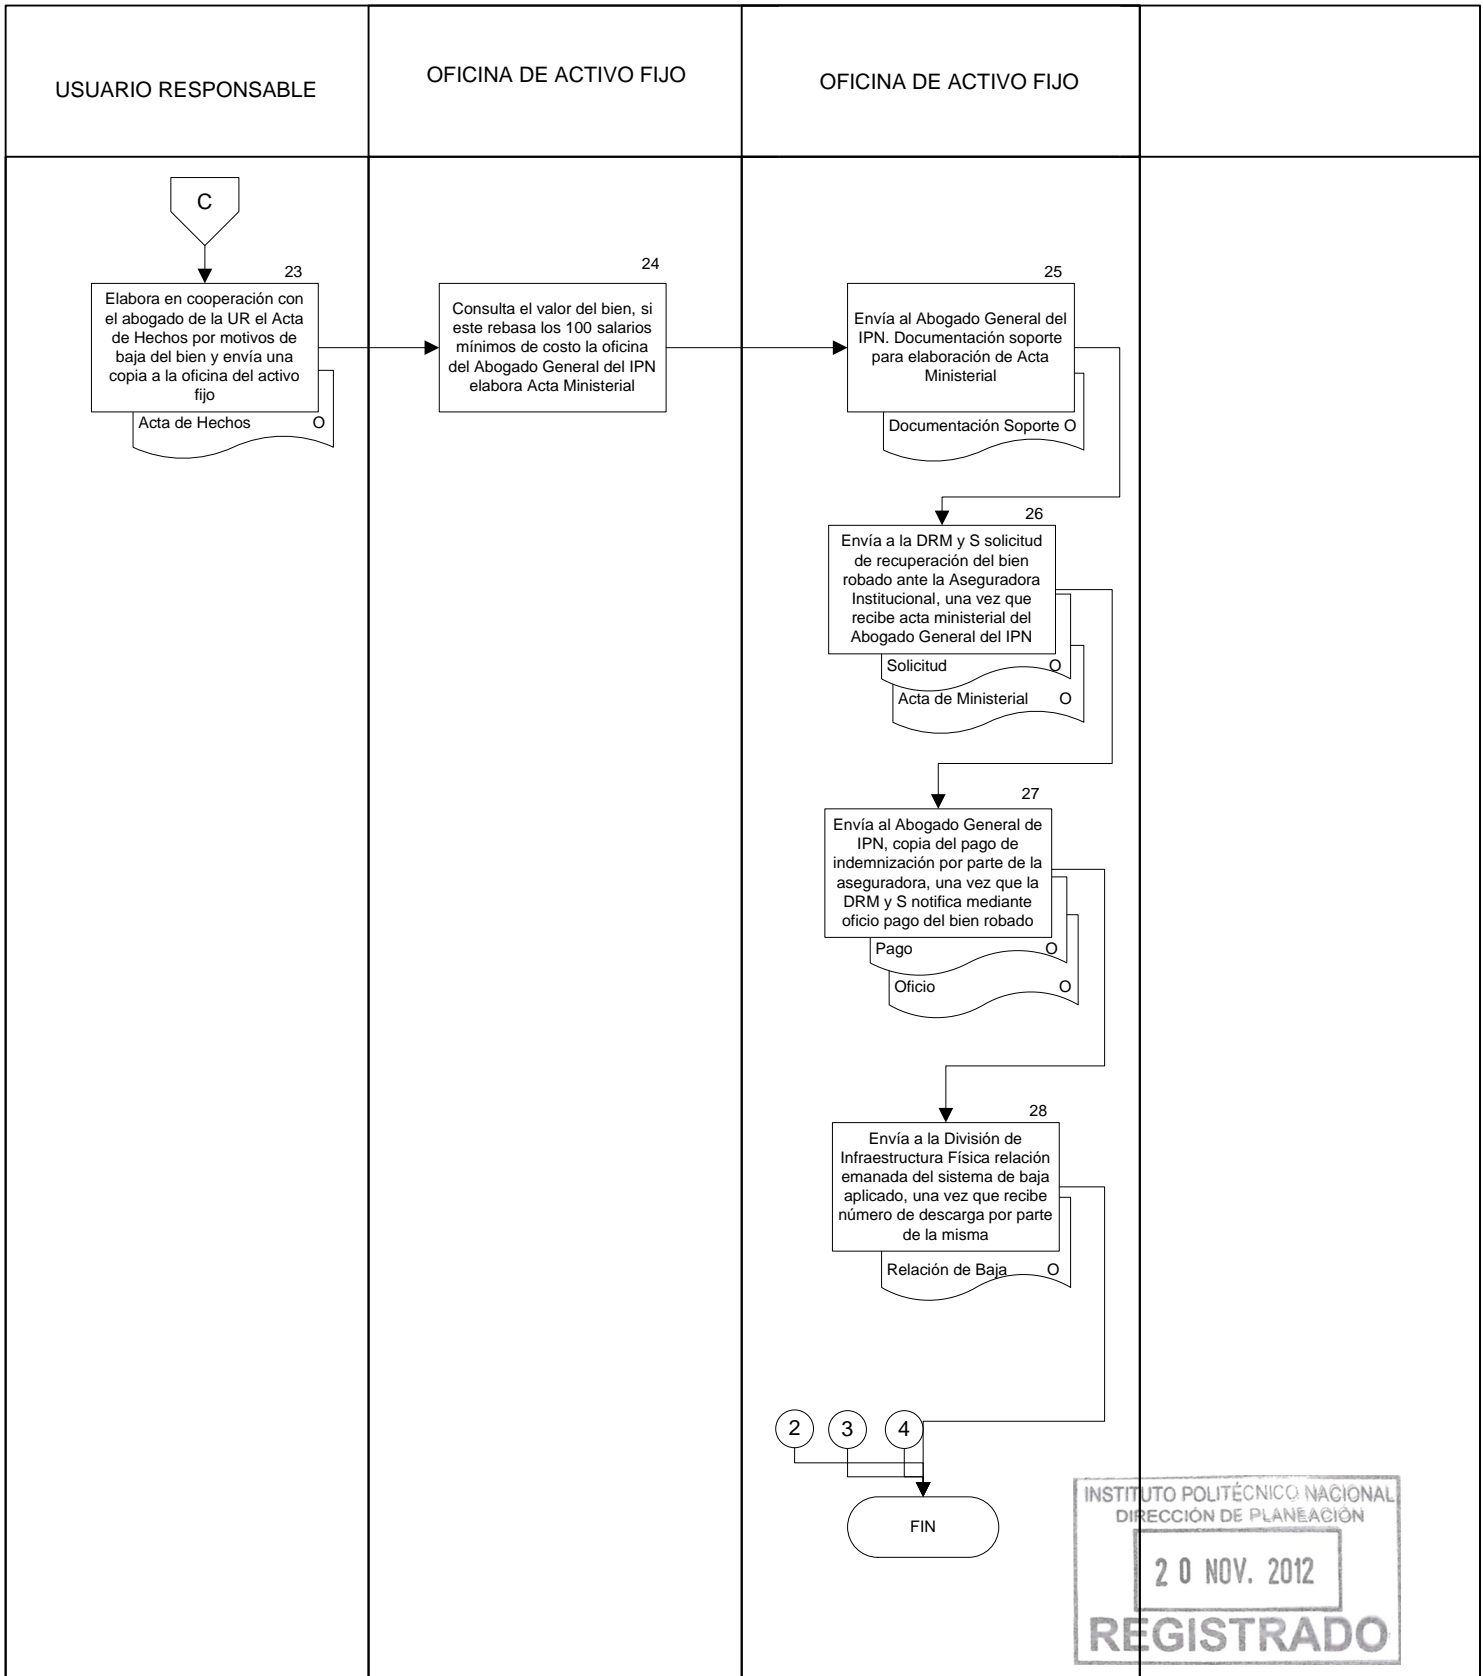 USUARIO RESPONSABLE
OFICINA DE ACTIVO FIJO
OFICINA DE ACTIVO FIJO
C
23
Elabora en cooperación con
el abogado de la UR el Acta
de Hechos por motivos de
baja del bien y envía una
copia a la oficina del activo
fijo
Acta de Hechos O
24
Consulta el valor del bien, si
este rebasa los 100 salarios
mínimos de costo la oficina
del Abogado General del IPN
elabora Acta Ministerial
25
Envía al Abogado General del
IPN. Documentación soporte
para elaboración de Acta
Ministerial
Documentación Soporte O
26
Envía a la DRM y S solicitud
de recuperación del bien
robado ante la Aseguradora
Institucional, una vez que
recibe acta ministerial del
Abogado General del IPN
Solicitud O
Acta de Ministerial O
27
Envía al Abogado General de
IPN, copia del pago de
indemnización por parte de la
aseguradora, una vez que la
DRM y S notifica mediante
oficio pago del bien robado
Pago O
Oficio O
28
Envía a la División de
Infraestructura Física relación
emanada del sistema de baja
aplicado, una vez que recibe
número de descarga por parte
de la misma
Relación de Baja O
2 3 4
FIN
INSTITUTO POLITÉCNICO NACIONAL
DIRECCIÓN DE PLANEACIÓN
2 0 NOV. 2012
REGISTRADO